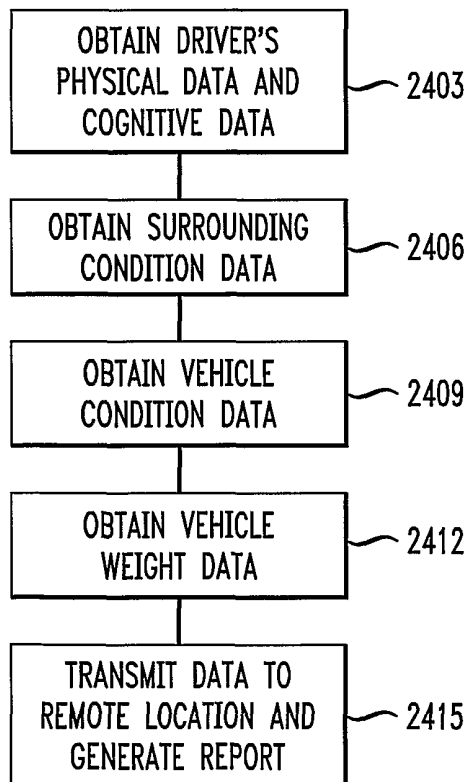 OBTAIN DRIVER'S
PHYSICAL DATA AND
COGNITIVE DATA
2403
OBTAIN SURROUNDING
CONDITION DATA
2406
OBTAIN VEHICLE
CONDITION DATA
2409
OBTAIN VEHICLE
WEIGHT DATA
2412
TRANSMIT DATA TO
REMOTE LOCATION AND
GENERATE REPORT
2415